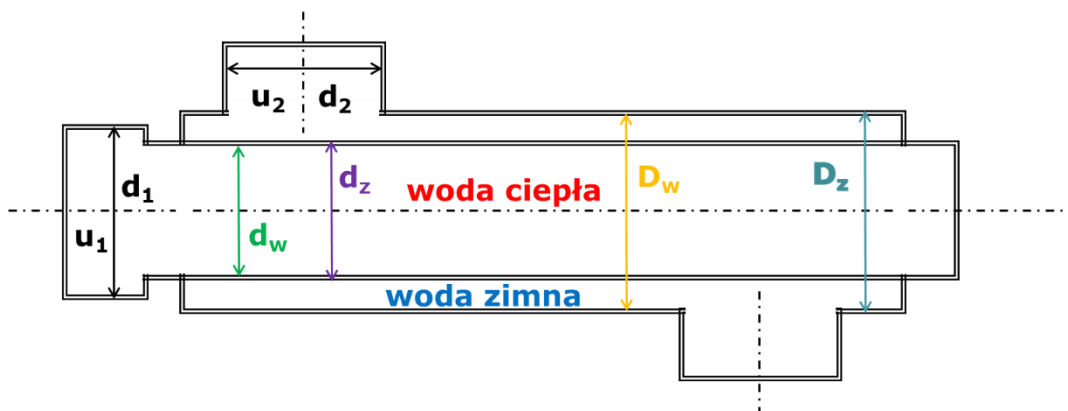 u₂ d₂
d₁
u₁
d_w
d_z
woda ciepła
D_w
D_z
woda zimna